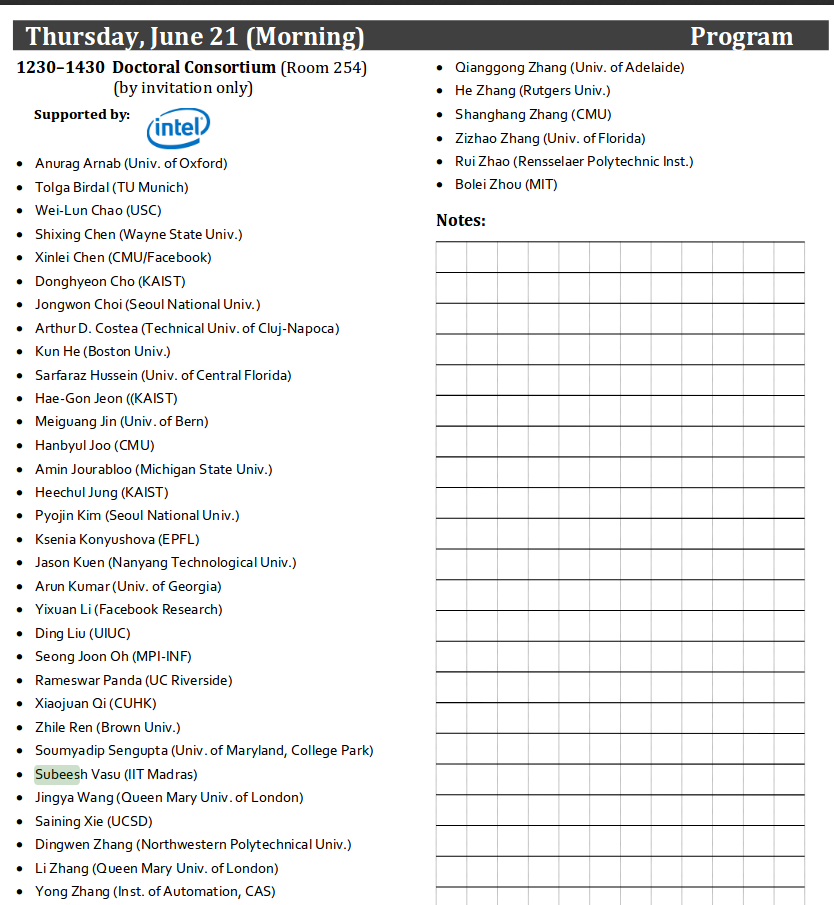 Thursday, June 21 (Morning) Program
1230–1430 Doctoral Consortium (Room 254)
(by invitation only)
Supported by:
intel
• Anurag Arnab (Univ. of Oxford)
• Tolga Birdal (TU Munich)
• Wei-Lun Chao (USC)
• Shixing Chen (Wayne State Univ.)
• Xinlei Chen (CMU/Facebook)
• Donghyeon Cho (KAIST)
• Jongwon Choi (Seoul National Univ.)
• Arthur D. Costea (Technical Univ. of Cluj-Napoca)
• Kun He (Boston Univ.)
• Sarfaraz Hussein (Univ. of Central Florida)
• Hae-Gon Jeon ((KAIST)
• Meiguang Jin (Univ. of Bern)
• Hanbyul Joo (CMU)
• Amin Jourabloo (Michigan State Univ.)
• Heechul Jung (KAIST)
• Pyojin Kim (Seoul National Univ.)
• Ksenia Konyushova (EPFL)
• Jason Kuen (Nanyang Technological Univ.)
• Arun Kumar (Univ. of Georgia)
• Yixuan Li (Facebook Research)
• Ding Liu (UIUC)
• Seong Joon Oh (MPI-INF)
• Rameswar Panda (UC Riverside)
• Xiaojuan Qi (CUHK)
• Zhile Ren (Brown Univ.)
• Soumyadip Sengupta (Univ. of Maryland, College Park)
• Subeesh Vasu (IIT Madras)
• Jingya Wang (Queen Mary Univ. of London)
• Saining Xie (UCSD)
• Dingwen Zhang (Northwestern Polytechnical Univ.)
• Li Zhang (Queen Mary Univ. of London)
• Yong Zhang (Inst. of Automation, CAS)
• Qianggong Zhang (Univ. of Adelaide)
• He Zhang (Rutgers Univ.)
• Shanghang Zhang (CMU)
• Zizhao Zhang (Univ. of Florida)
• Rui Zhao (Rensselaer Polytechnic Inst.)
• Bolei Zhou (MIT)
Notes: